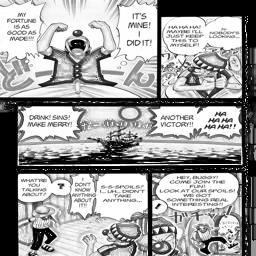 IT'S
MINE!
I
DID IT!
MY
FORTUNE
IS AS
GOOD AS
MADE!!!
NOBODY'S
LOOKING...
HA HA HA!
MAYBE I'LL
JUST KEEP
THIS TO
MYSELF!
HA
HA HA
HA HA!!
ANOTHER
VICTORY!!
DRINK! SING!
MAKE MERRY!
HEY, BUGGY!
COME JOIN THE
FUN!
LOOK AT OUR SPOILS!
WE GOT
SOMETHING REAL
INTERESTING!!
S-S-SPOILS?
I... UH... DIDN'T
TAKE
ANYTHING...
I
DON'T
KNOW
ANYTHING
ABOUT
IT!
?
WHAT'RE
YOU
TALKING
ABOUT?